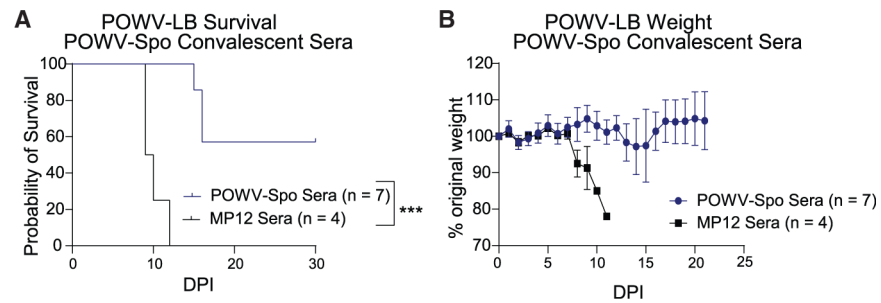 A
POWV-LB Survival
POWV-Spo Convalescent Sera
Probability of Survival
100
80
60
40
20
0
0
10
20
30
DPI
POWV-Spo Sera (n = 7)
MP12 Sera (n = 4)
***
B
POWV-LB Weight
POWV-Spo Convalescent Sera
% original weight
120
110
100
90
80
70
0
5
10
15
20
25
DPI
POWV-Spo Sera (n = 7)
MP12 Sera (n = 4)